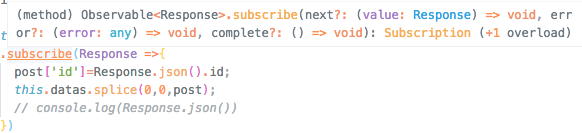 (method) Observable<Response>.subscribe(next?: (value: Response) => void, err
or?: (error: any) => void, complete?: () => void): Subscription (+1 overload)
.subscribe(Response =>{
post['id']=Response.json().id;
this.datas.splice(0,0,post);
// console.log(Response.json())
})